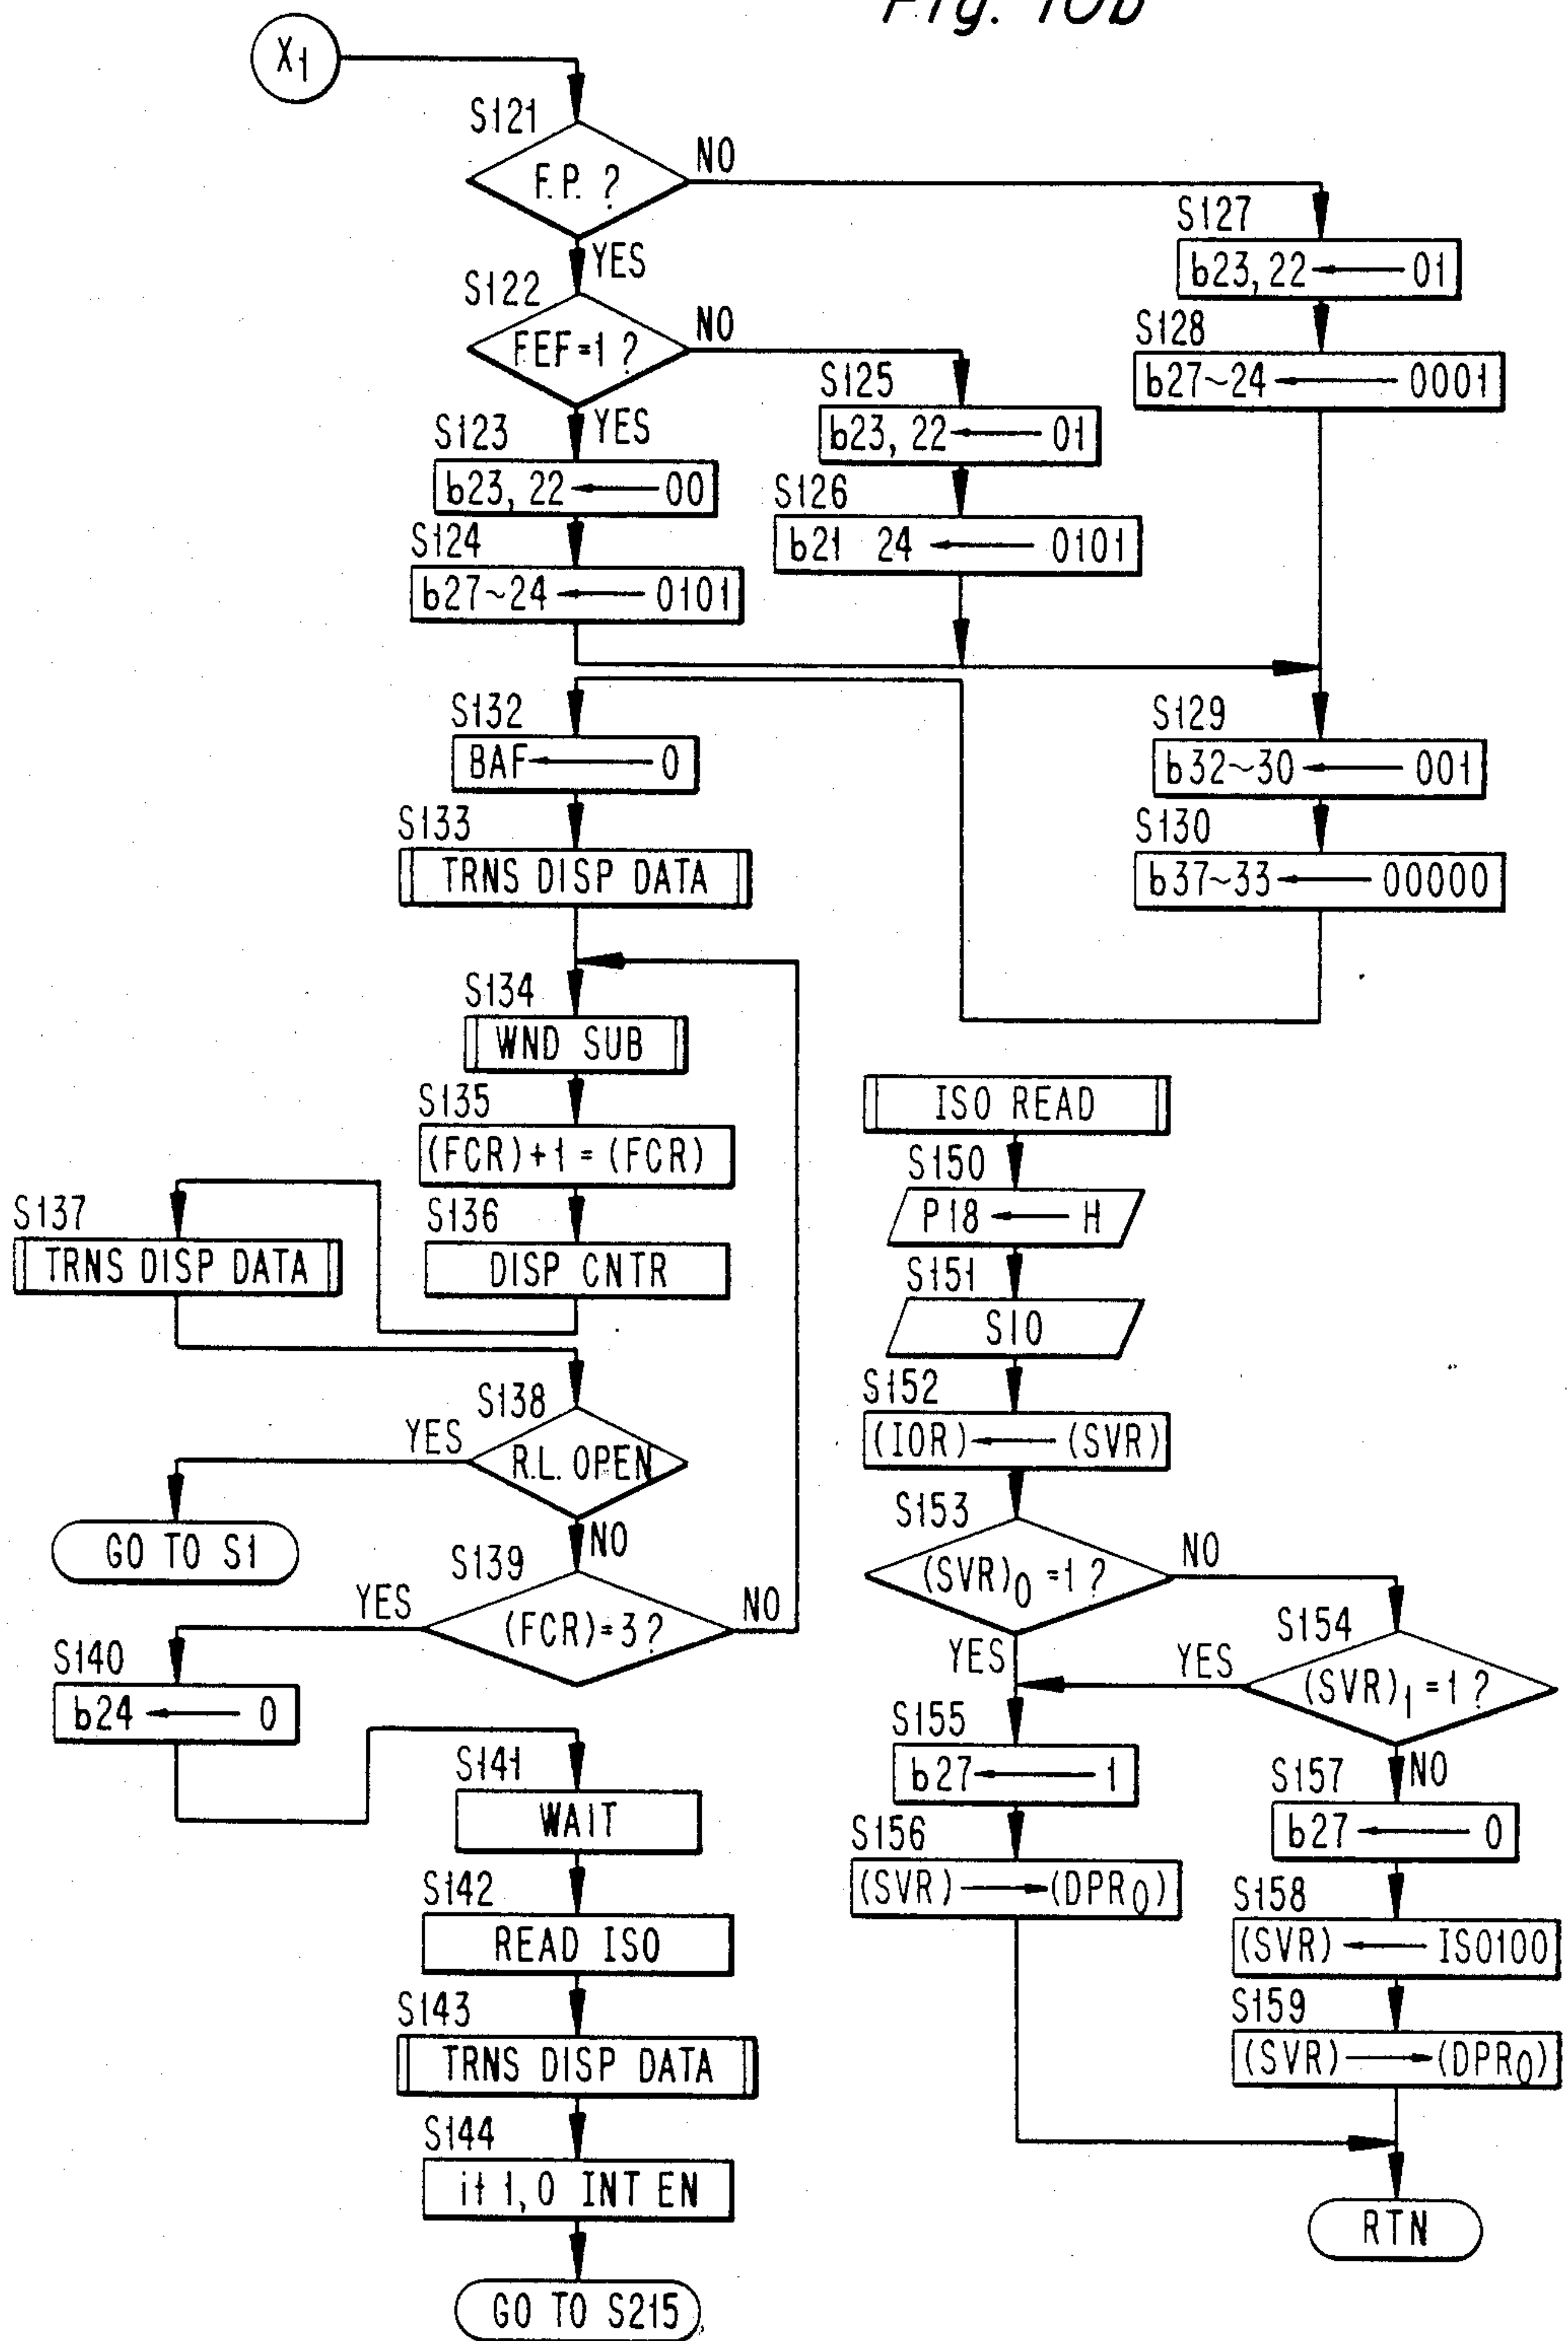 Fig. 10b
X1
S121
F.P. ?
NO
YES
S122
FEF=1 ?
NO
YES
S123
b23, 22 ← 00
S124
b27~24 ← 0101
S125
b23, 22 ← 01
S126
b21 24 ← 0101
S127
b23, 22 ← 01
S128
b27~24 ← 0001
S129
b32~30 ← 001
S130
b37~33 ← 00000
S132
BAF ← 0
S133
TRNS DISP DATA
S134
WND SUB
S135
(FCR)+1=(FCR)
S136
DISP CNTR
S137
TRNS DISP DATA
S138
R.L. OPEN
YES
NO
GO TO S1
S139
(FCR)=3?
YES
NO
S140
b24 ← 0
S141
WAIT
S142
READ ISO
S143
TRNS DISP DATA
S144
it 1, 0 INT EN
GO TO S215
ISO READ
S150
P18 ← H
S151
SIO
S152
(IOR) ← (SVR)
S153
(SVR)0 =1?
NO
YES
S154
(SVR)1 =1?
YES
NO
S155
b27 ← 1
S156
(SVR) → (DPR0)
S157
b27 ← 0
S158
(SVR) ← ISO100
S159
(SVR) → (DPR0)
RTN